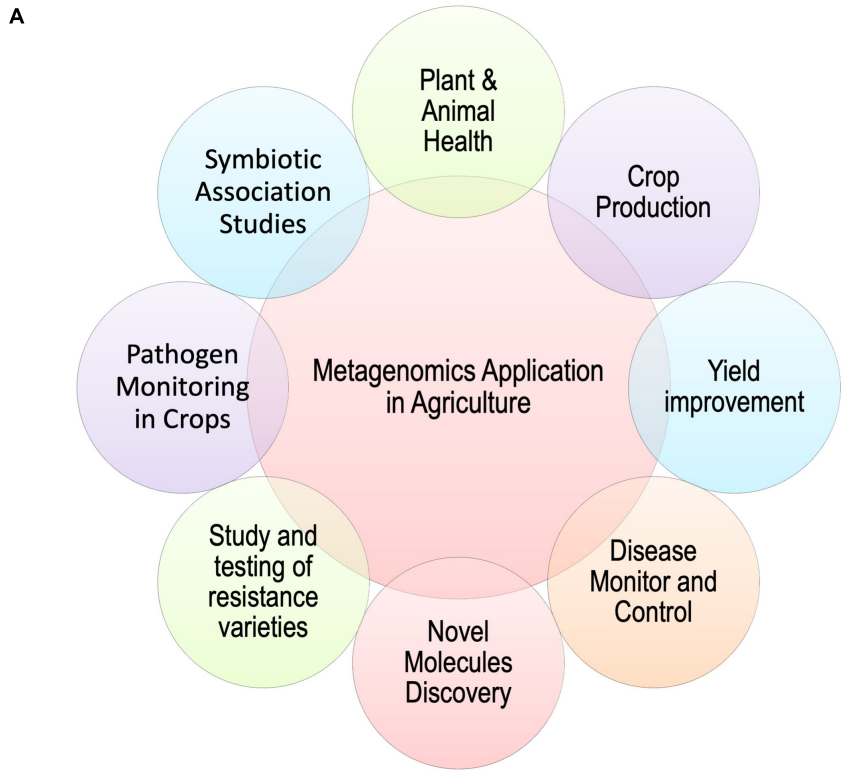 A
Plant &
Animal
Health
Symbiotic
Association
Studies
Crop
Production
Pathogen
Monitoring
in Crops
Metagenomics Application
in Agriculture
Yield
improvement
Study and
testing of
resistance
varieties
Disease
Monitor and
Control
Novel
Molecules
Discovery